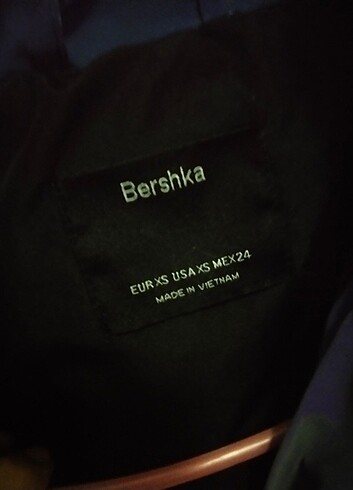 Bershka
EUR XS USA XS MEX 24
MADE IN VIETNAM